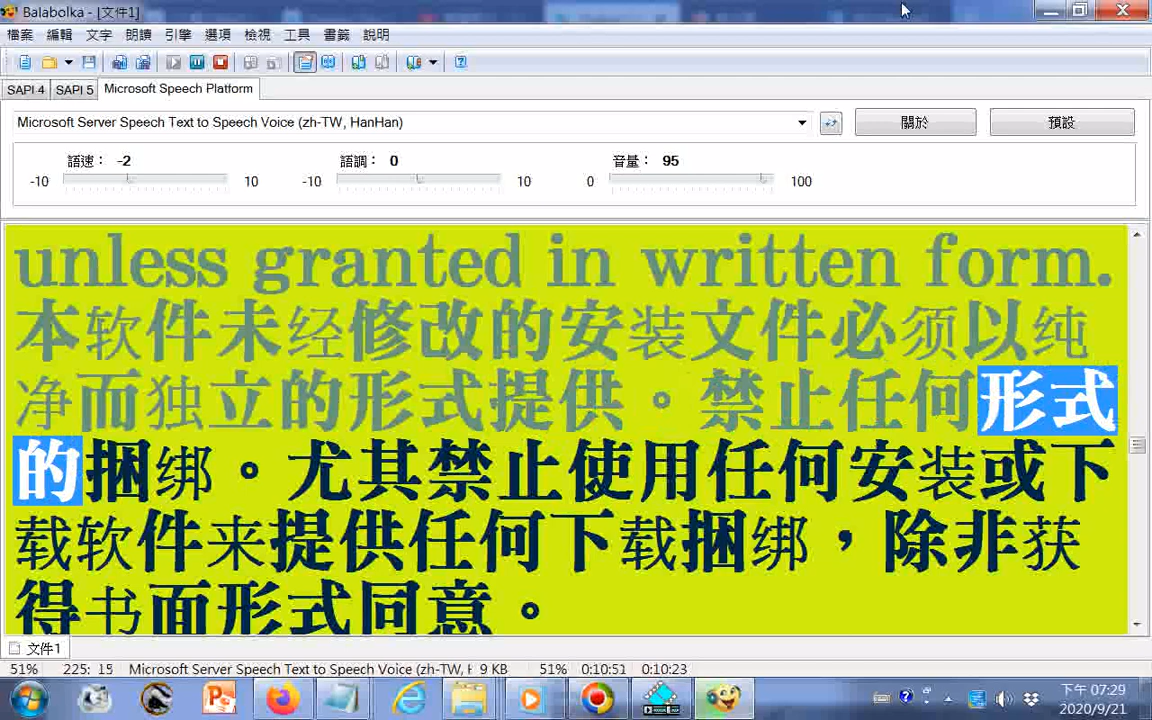 Balabolka - [文件1]
檔案 編輯 文字 朗讀 引擎 選項 檢視 工具 書籤 說明
SAPI 4 SAPI 5 Microsoft Speech Platform
Microsoft Server Speech Text to Speech Voice (zh-TW, HanHan) 關於 預設
語速： -2 語調： 0 音量： 95
-10 10 -10 10 0 100
unless granted in written form.
本软件未经修改的安装文件必须以纯
净而独立的形式提供。禁止任何形式
的捆绑。尤其禁止使用任何安装或下
载软件来提供任何下载捆绑，除非获
得书面形式同意。
文件1
51% 225: 15 Microsoft Server Speech Text to Speech Voice (zh-TW, H 9 KB 51% 0:10:51 0:10:23
下午 07:29
2020/9/21